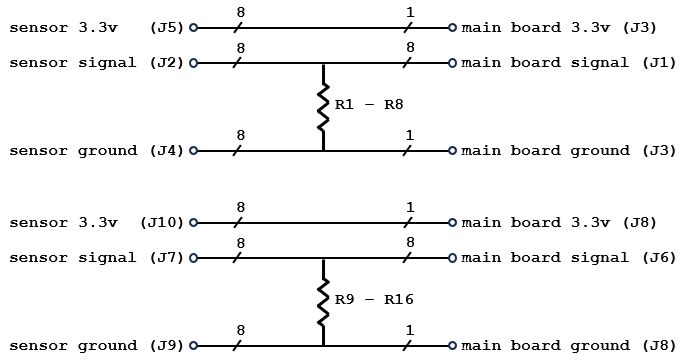 8 1
sensor 3.3v (J5) main board 3.3v (J3)
8 8
sensor signal (J2) main board signal (J1)
R1 - R8
8 1
sensor ground (J4) main board ground (J3)
8 1
sensor 3.3v (J10) main board 3.3v (J8)
8 8
sensor signal (J7) main board signal (J6)
R9 - R16
8 1
sensor ground (J9) main board ground (J8)